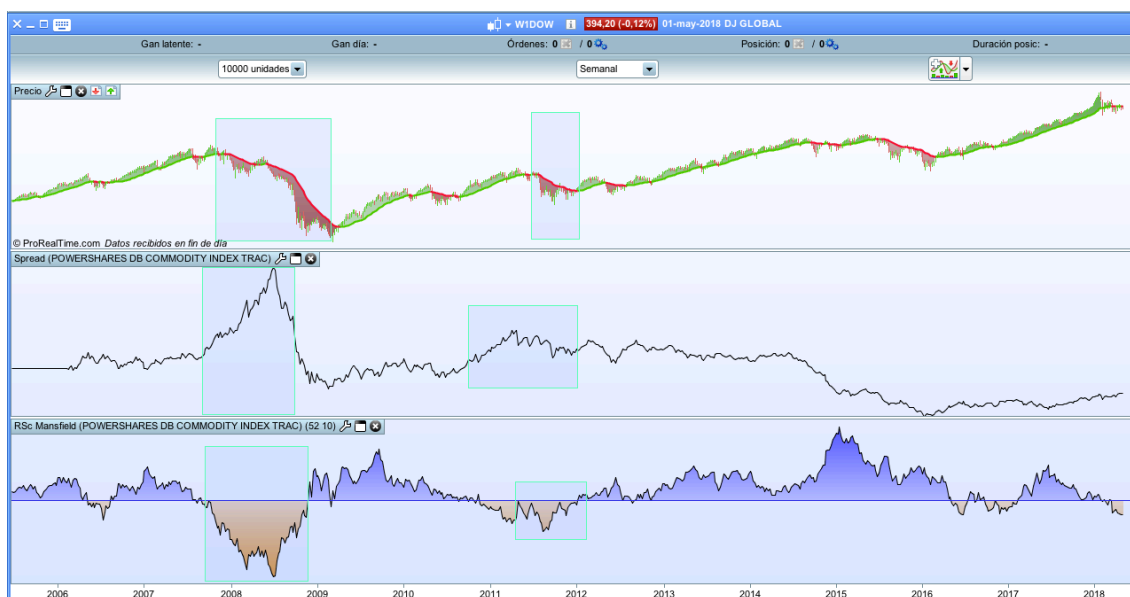 W1DOW 394,20 (-0,12%) 01-may-2018 DJ GLOBAL
Gan latente: - Gan día: - Órdenes: 0 / 0 Posición: 0 / 0 Duración posic: -
10000 unidades Semanal
Precio
© ProRealTime.com Datos recibidos en fin de día
Spread (POWERSHARES DB COMMODITY INDEX TRAC)
RSc Mansfield (POWERSHARES DB COMMODITY INDEX TRAC) (52 10)
2006 2007 2008 2009 2010 2011 2012 2013 2014 2015 2016 2017 2018